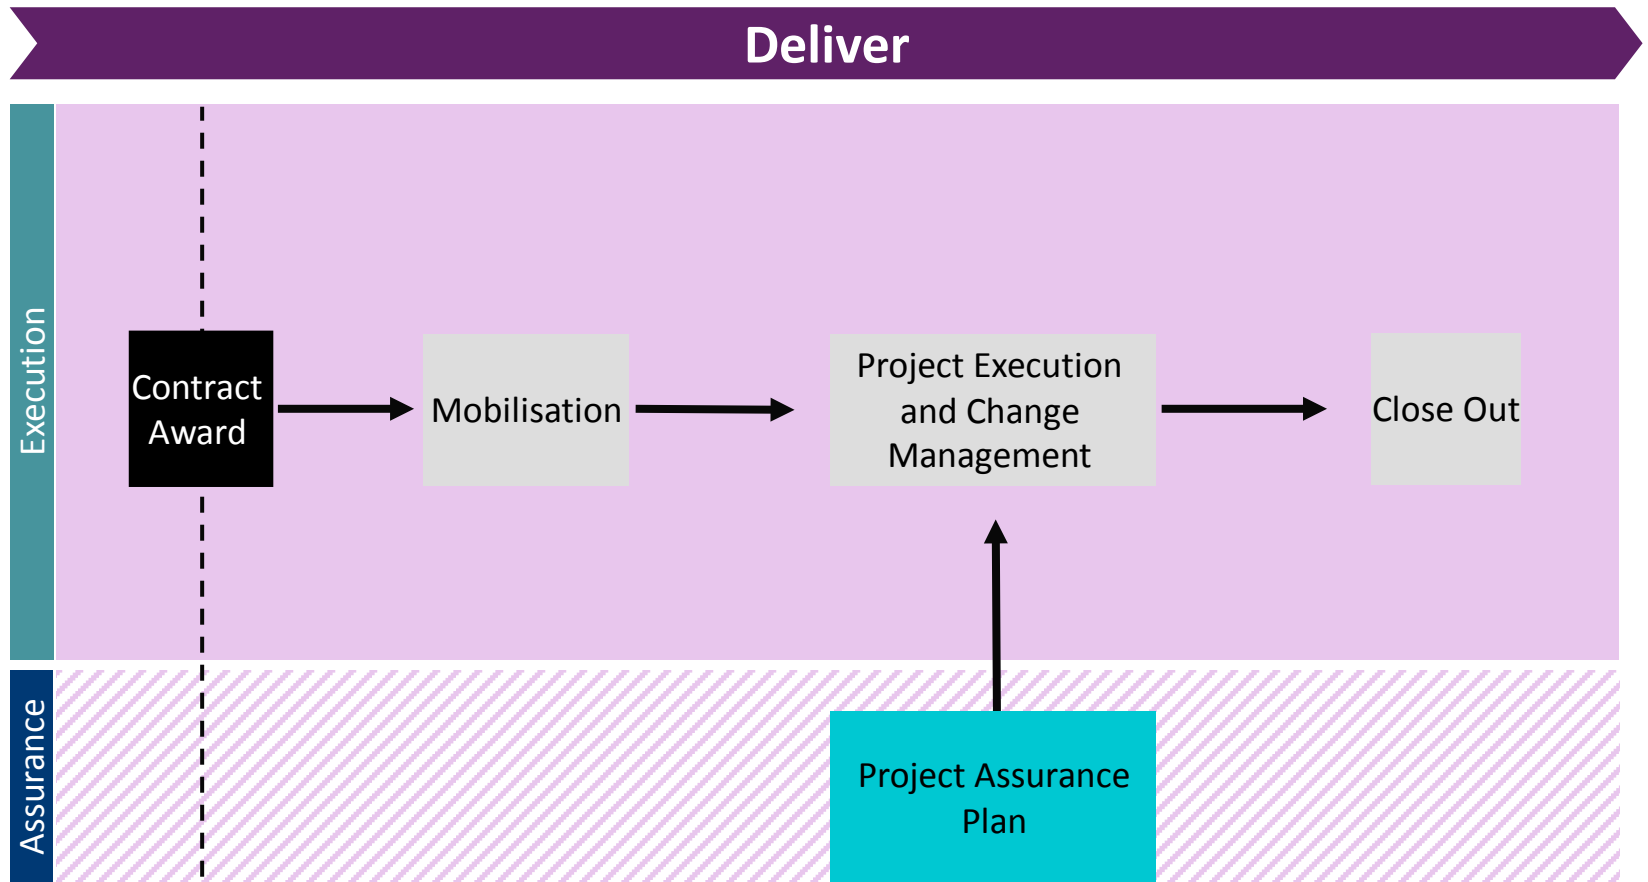 Deliver
Execution
Contract
Award
Mobilisation
Project Execution
and Change
Management
Close Out
Assurance
Project Assurance
Plan